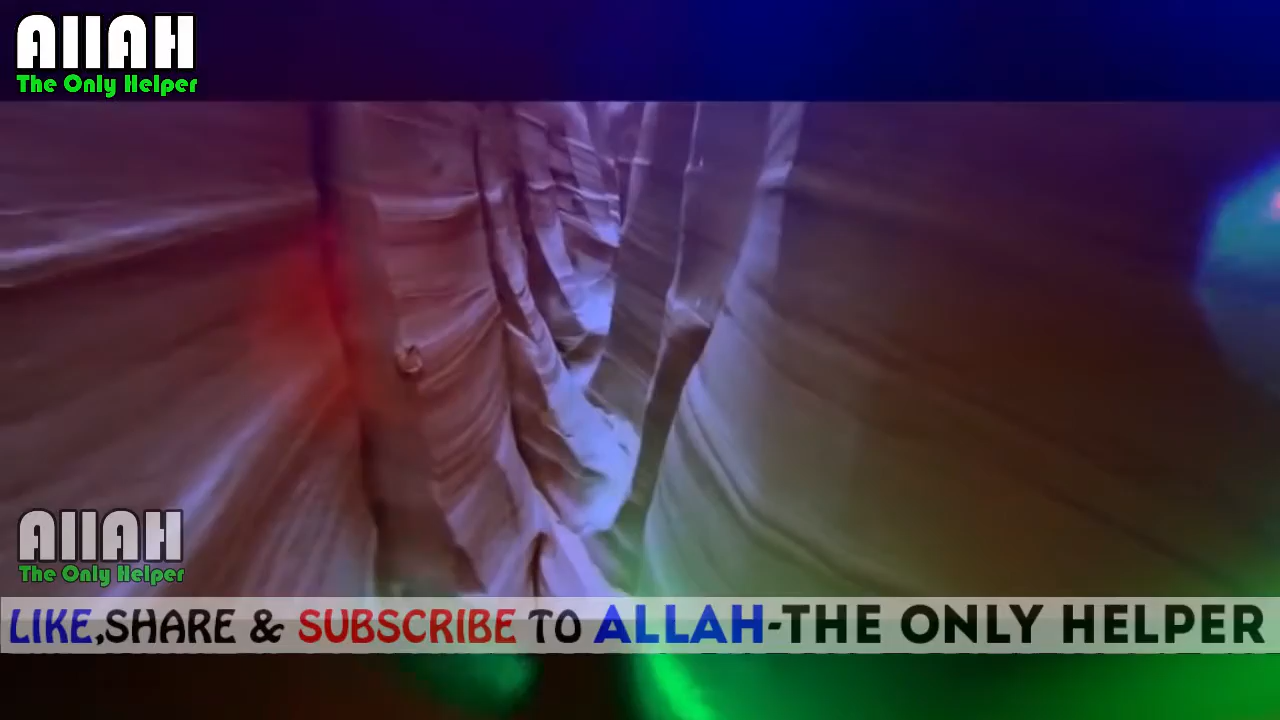 AllAH
The Only Helper
AllAH
The Only Helper
LIKE,SHARE & SUBSCRIBE TO ALLAH-THE ONLY HELPER